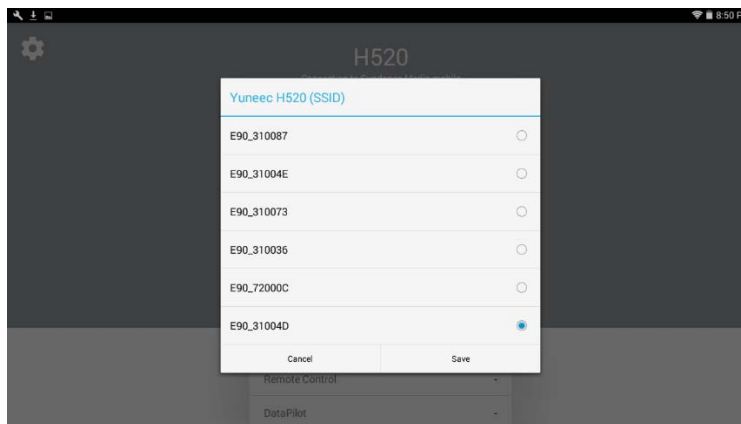 8:50 P
H520
Yuneec H520 (SSID)
E90_310087
E90_31004E
E90_310073
E90_310036
E90_72000C
E90_31004D
Cancel
Save
Remote Control
DataPilot